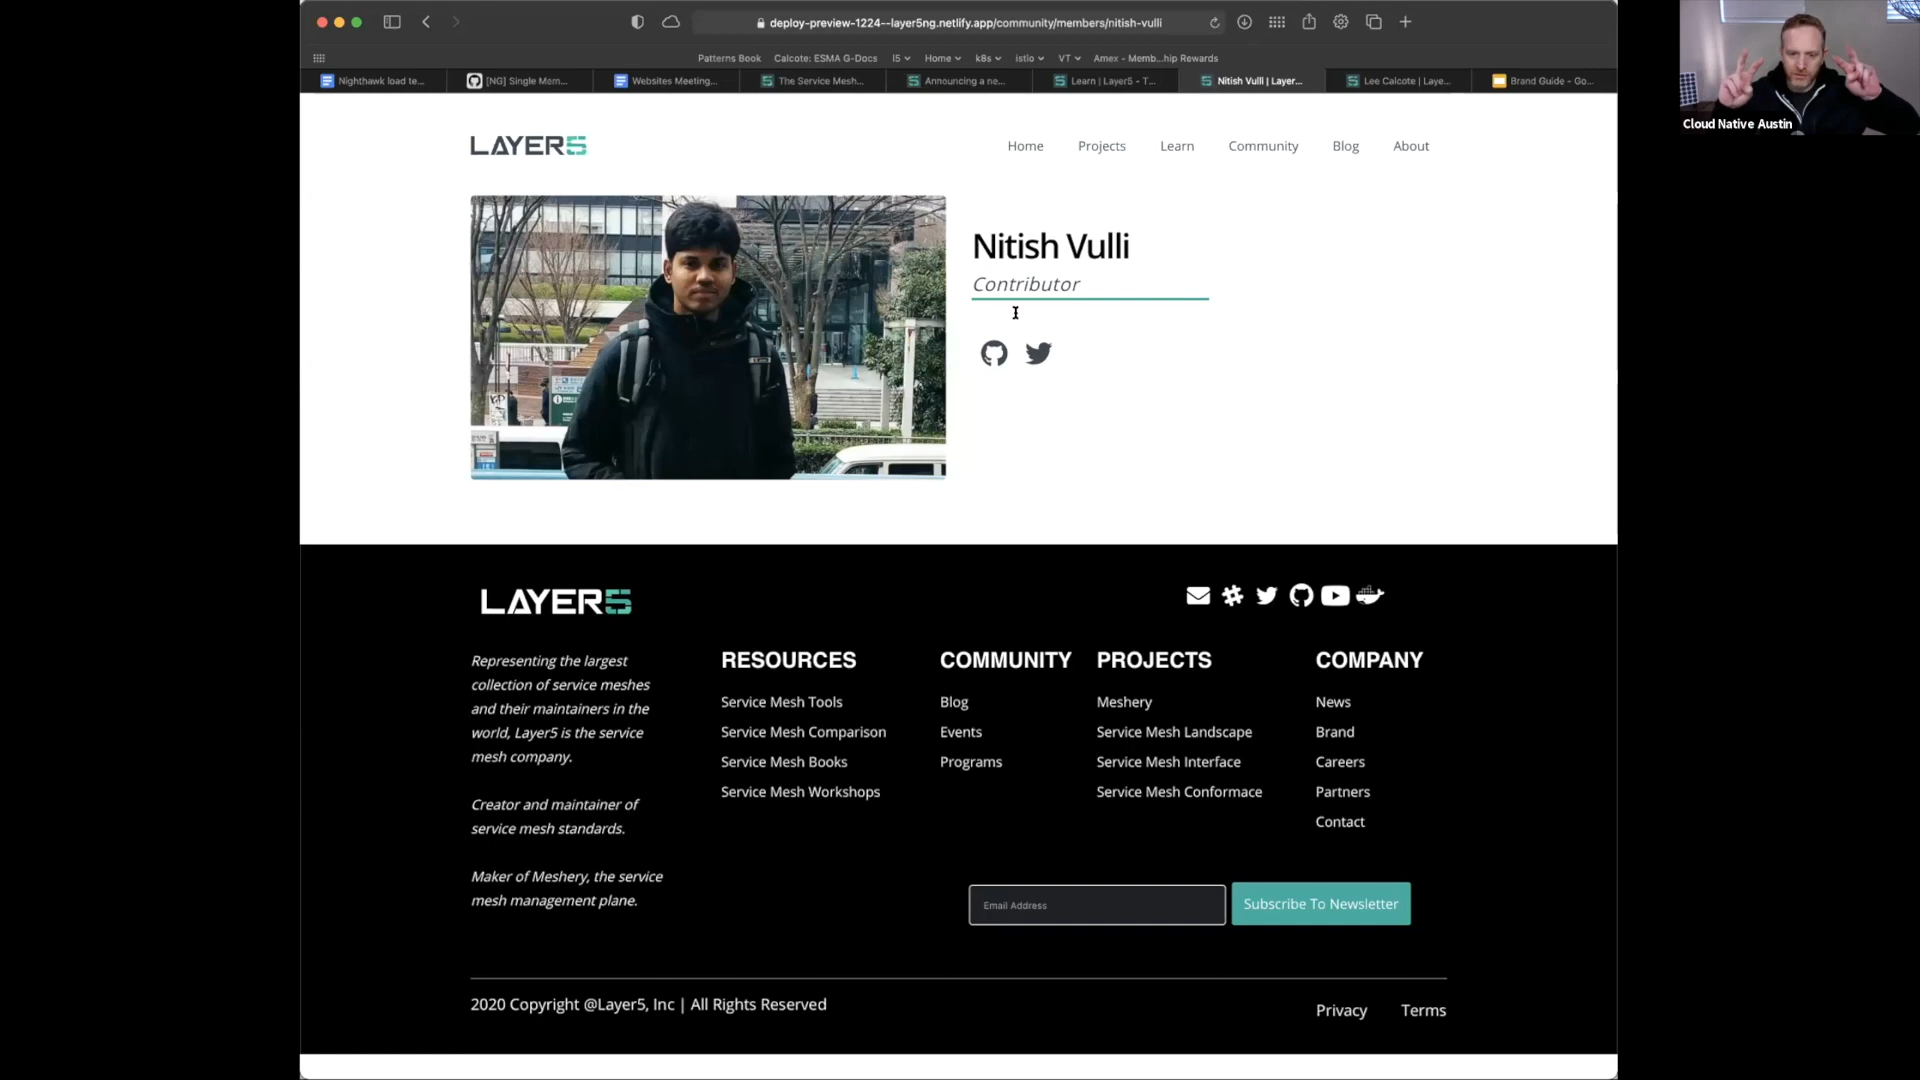 deploy-preview-1224--layer5ng.netlify.app/community/members/nitish-vulli
Patterns Book Calcote: ESMA G-Docs l5 Home k8s istio VT Amex - Memb...hip Rewards
Nighthawk load te... [NG] Single Mem... Websites Meeting... The Service Mesh... Announcing a ne... Learn | Layer5 - T... Nitish Vulli | Layer... Lee Calcote | Laye... Brand Guide - Go...
Cloud Native Austin
LAYER5
Home Projects Learn Community Blog About
Nitish Vulli
Contributor
LAYER5
Representing the largest
collection of service meshes
and their maintainers in the
world, Layer5 is the service
mesh company.
Creator and maintainer of
service mesh standards.
Maker of Meshery, the service
mesh management plane.
RESOURCES
Service Mesh Tools
Service Mesh Comparison
Service Mesh Books
Service Mesh Workshops
COMMUNITY
Blog
Events
Programs
PROJECTS
Meshery
Service Mesh Landscape
Service Mesh Interface
Service Mesh Conformace
COMPANY
News
Brand
Careers
Partners
Contact
Email Address
Subscribe To Newsletter
2020 Copyright @Layer5, Inc | All Rights Reserved
Privacy Terms